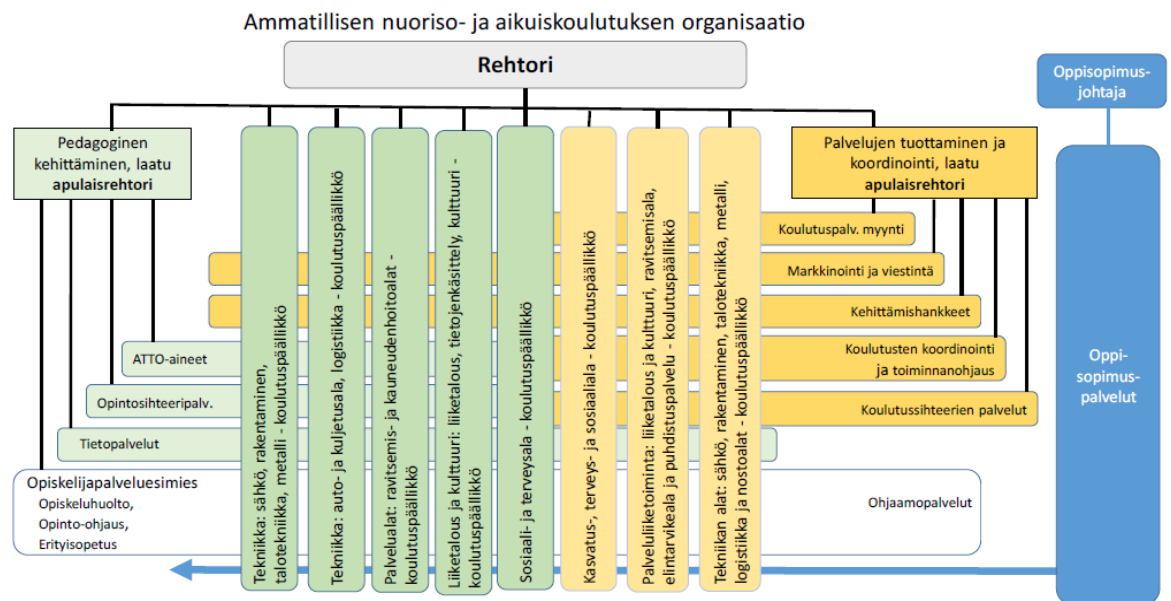 Ammatillisen nuoriso- ja aikuiskoulutuksen organisaatio
Rehtori
Oppisopimus-
johtaja
Pedagoginen
kehittäminen, laatu
apulaisrehtori
Palvelujen tuottaminen ja
koordinointi, laatu
apulaisrehtori
Tekniikka: sähkö, rakentaminen,
talotekniikka, metalli - koulutuspäällikkö
Tekniikka: auto- ja kuljetusala, logistiikka - koulutuspäällikkö
Palvelualat: ravitsemis- ja kauneudenhoitoalat -
koulutuspäällikkö
Liiketalous ja kulttuuri: liiketalous, tietojenkäsittely, kulttuuri -
koulutuspäällikkö
Sosiaali- ja terveysala - koulutuspäällikkö
Kasvatus-, terveys- ja sosiaaliala - koulutuspäällikkö
Palveluliiketoiminta: liiketalous ja kulttuuri, ravitsemisala,
elintarvikeala ja puhdistuspalvelu - koulutuspäällikkö
Tekniikan alat: sähkö, rakentaminen, talotekniikka, metalli,
logistiikka ja nostoalat - koulutuspäällikkö
Koulutuspalv. myynti
Markkinointi ja viestintä
Kehittämishankkeet
ATTO-aineet
Koulutusten koordinointi
ja toiminnanohjaus
Opintosihteeripalv.
Koulutussihteerien palvelut
Tietopalvelut
Oppi-
sopimus-
palvelut
Opiskelijapalveluesimies
Opiskeluhuolto,
Opinto-ohjaus,
Erityisopetus
Ohjaamopalvelut